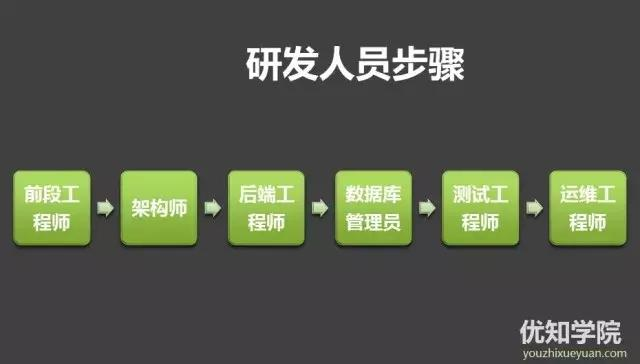 研发人员步骤
前段工
程师
架构师
后端工
程师
数据库
管理员
测试工
程师
运维工
程师
优知学院
youzhixueyuan.com